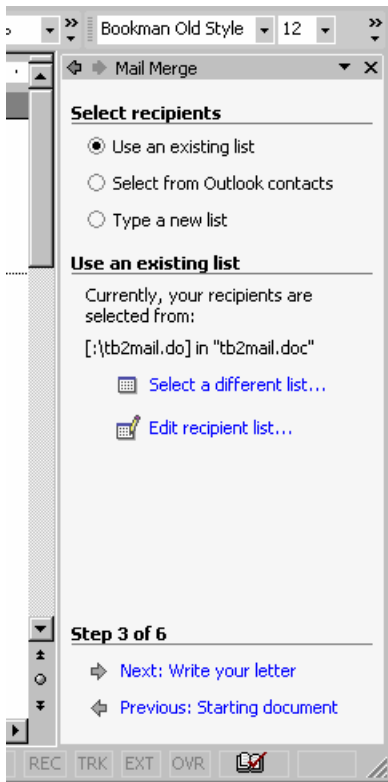 Bookman Old Style 12
Mail Merge
Select recipients
Use an existing list
Select from Outlook contacts
Type a new list
Use an existing list
Currently, your recipients are
selected from:
[:\tb2mail.do] in "tb2mail.doc"
Select a different list...
Edit recipient list...
Step 3 of 6
Next: Write your letter
Previous: Starting document
REC TRK EXT OVR